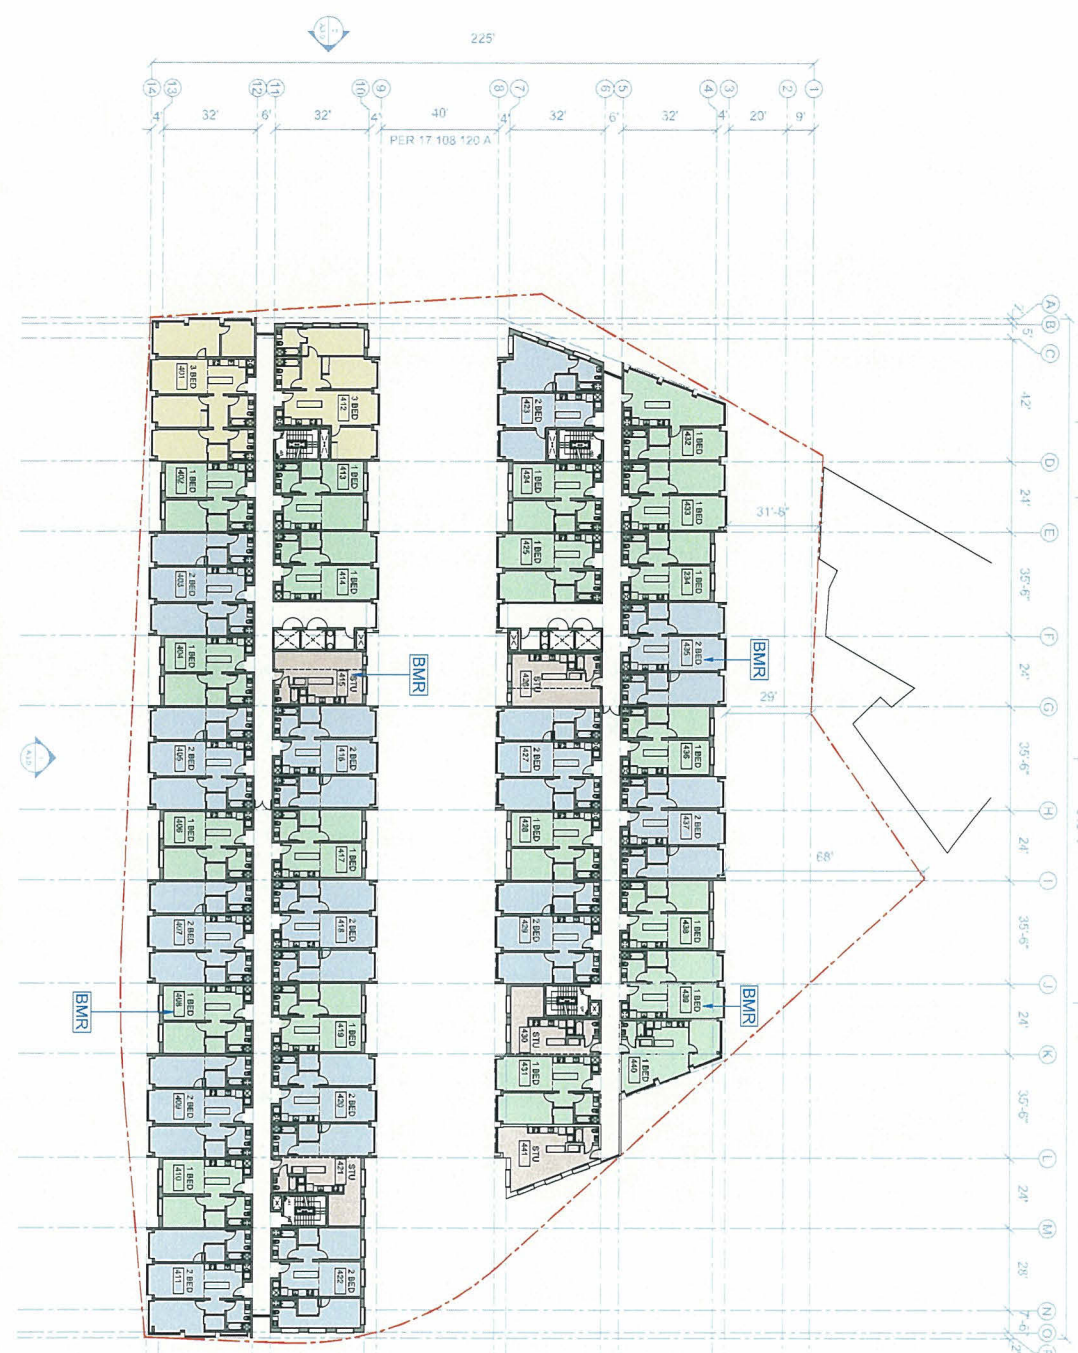 225'
14
13
12
11
10
9
8
7
6
5
4
3
2
1
4'
32'
6'
32'
4'
40'
4'
32'
6'
32'
4'
20'
9'
PER 17.108.120 A
A
B
5'
C
42'
D
24'
E
35'-6"
F
24'
G
35'-6"
H
24'
I
35'-6"
J
24'
K
35'-6"
L
24'
M
28'
N
7'-6"
O
31'-8"
29'
68'
3 BED
401
1 BED
402
2 BED
403
1 BED
404
2 BED
405
1 BED
406
2 BED
407
1 BED
408
BMR
2 BED
409
1 BED
410
2 BED
411
3 BED
412
1 BED
413
1 BED
414
STU
415
BMR
2 BED
416
1 BED
417
2 BED
418
1 BED
419
2 BED
420
STU
421
2 BED
422
2 BED
423
1 BED
424
1 BED
425
STU
426
2 BED
427
1 BED
428
2 BED
429
STU
430
1 BED
431
STU
441
1 BED
432
1 BED
433
1 BED
234
2 BED
435
BMR
1 BED
436
2 BED
437
1 BED
438
1 BED
439
BMR
1 BED
440